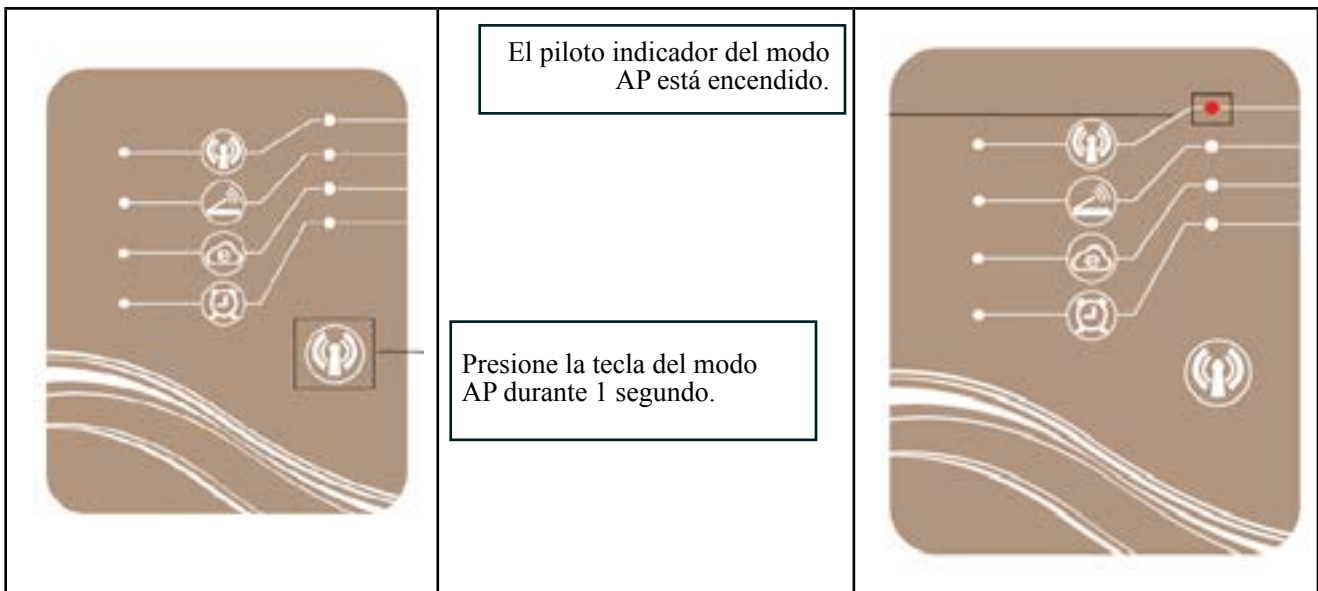 El piloto indicador del modo
AP está encendido.
Presione la tecla del modo
AP durante 1 segundo.